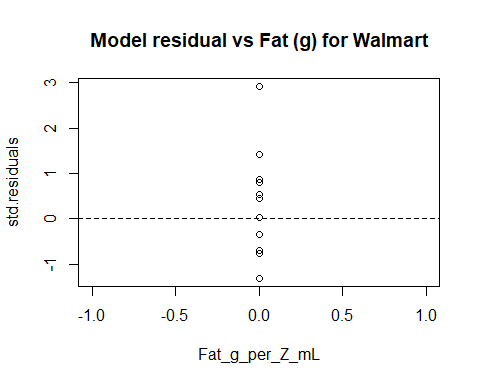 Model residual vs Fat (g) for Walmart
std.residuals
3
2
1
0
-1
-1.0 -0.5 0.0 0.5 1.0
Fat_g_per_Z_mL